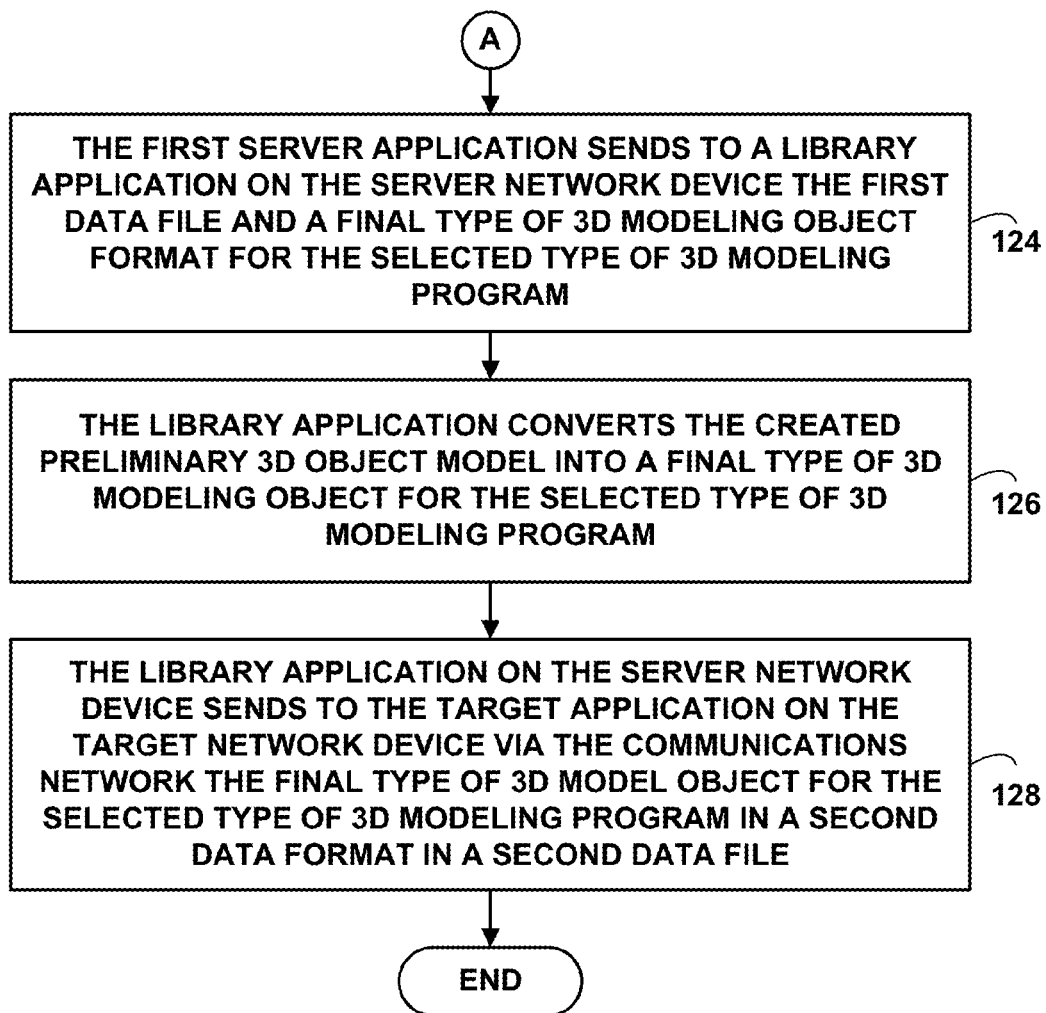 A
THE FIRST SERVER APPLICATION SENDS TO A LIBRARY
APPLICATION ON THE SERVER NETWORK DEVICE THE FIRST
DATA FILE AND A FINAL TYPE OF 3D MODELING OBJECT
FORMAT FOR THE SELECTED TYPE OF 3D MODELING
PROGRAM
124
THE LIBRARY APPLICATION CONVERTS THE CREATED
PRELIMINARY 3D OBJECT MODEL INTO A FINAL TYPE OF 3D
MODELING OBJECT FOR THE SELECTED TYPE OF 3D
MODELING PROGRAM
126
THE LIBRARY APPLICATION ON THE SERVER NETWORK
DEVICE SENDS TO THE TARGET APPLICATION ON THE
TARGET NETWORK DEVICE VIA THE COMMUNICATIONS
NETWORK THE FINAL TYPE OF 3D MODEL OBJECT FOR THE
SELECTED TYPE OF 3D MODELING PROGRAM IN A SECOND
DATA FORMAT IN A SECOND DATA FILE
128
END